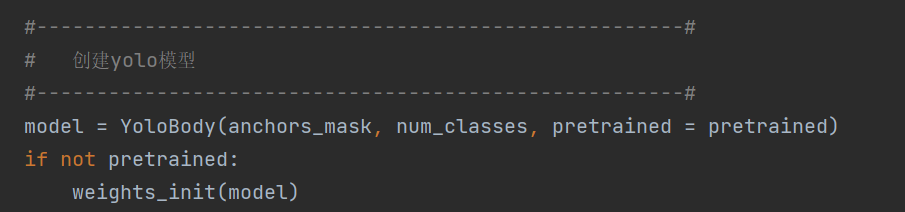 #------------------------------------------------------#
#   创建yolo模型
#------------------------------------------------------#
model = YoloBody(anchors_mask, num_classes, pretrained = pretrained)
if not pretrained:
    weights_init(model)